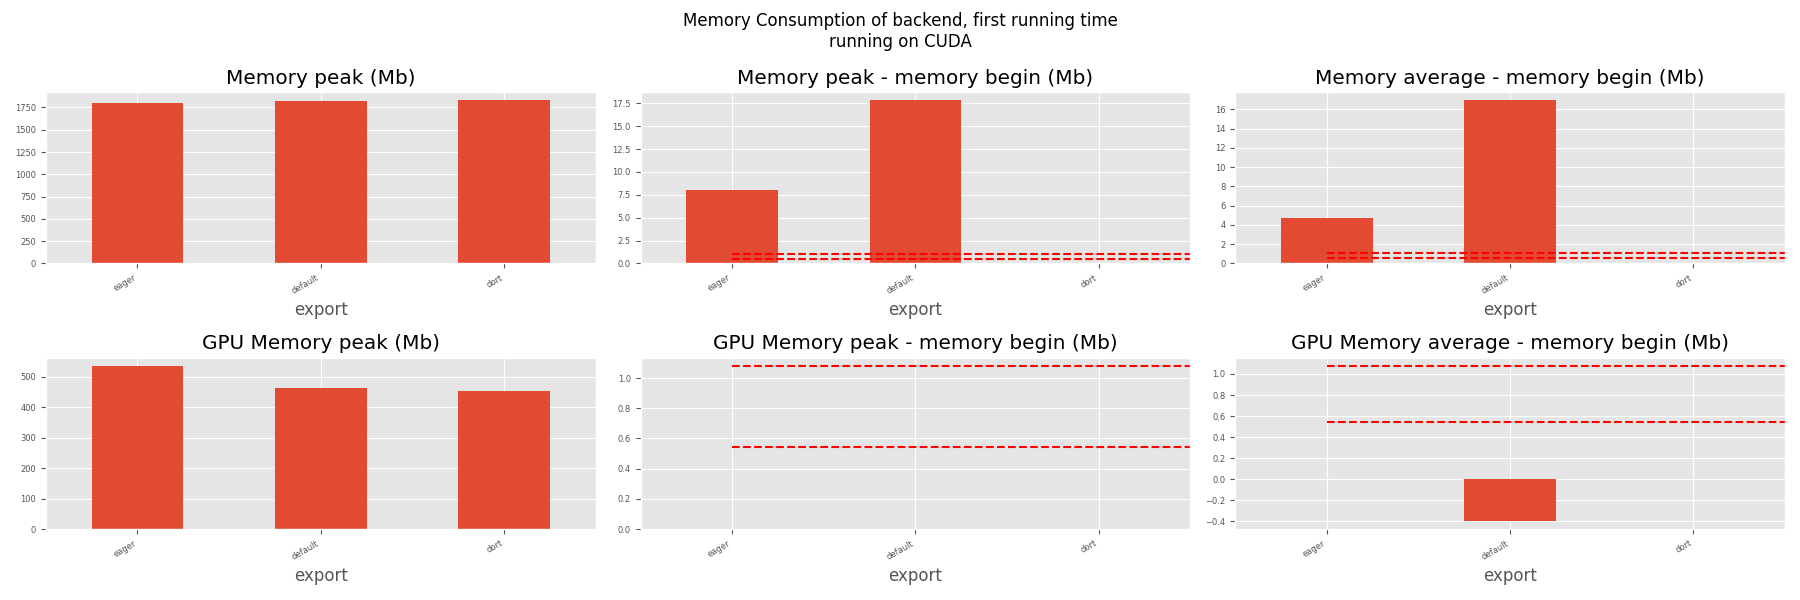 Memory Consumption of backend, first running time
running on CUDA
Memory peak (Mb)
1750
1500
1250
1000
750
500
250
0
eager
default
dort
export
Memory peak - memory begin (Mb)
17.5
15.0
12.5
10.0
7.5
5.0
2.5
0.0
eager
default
dort
export
Memory average - memory begin (Mb)
16
14
12
10
8
6
4
2
0
eager
default
dort
export
GPU Memory peak (Mb)
500
400
300
200
100
0
eager
default
dort
export
GPU Memory peak - memory begin (Mb)
1.0
0.8
0.6
0.4
0.2
0.0
eager
default
dort
export
GPU Memory average - memory begin (Mb)
1.0
0.8
0.6
0.4
0.2
0.0
−0.2
−0.4
eager
default
dort
export